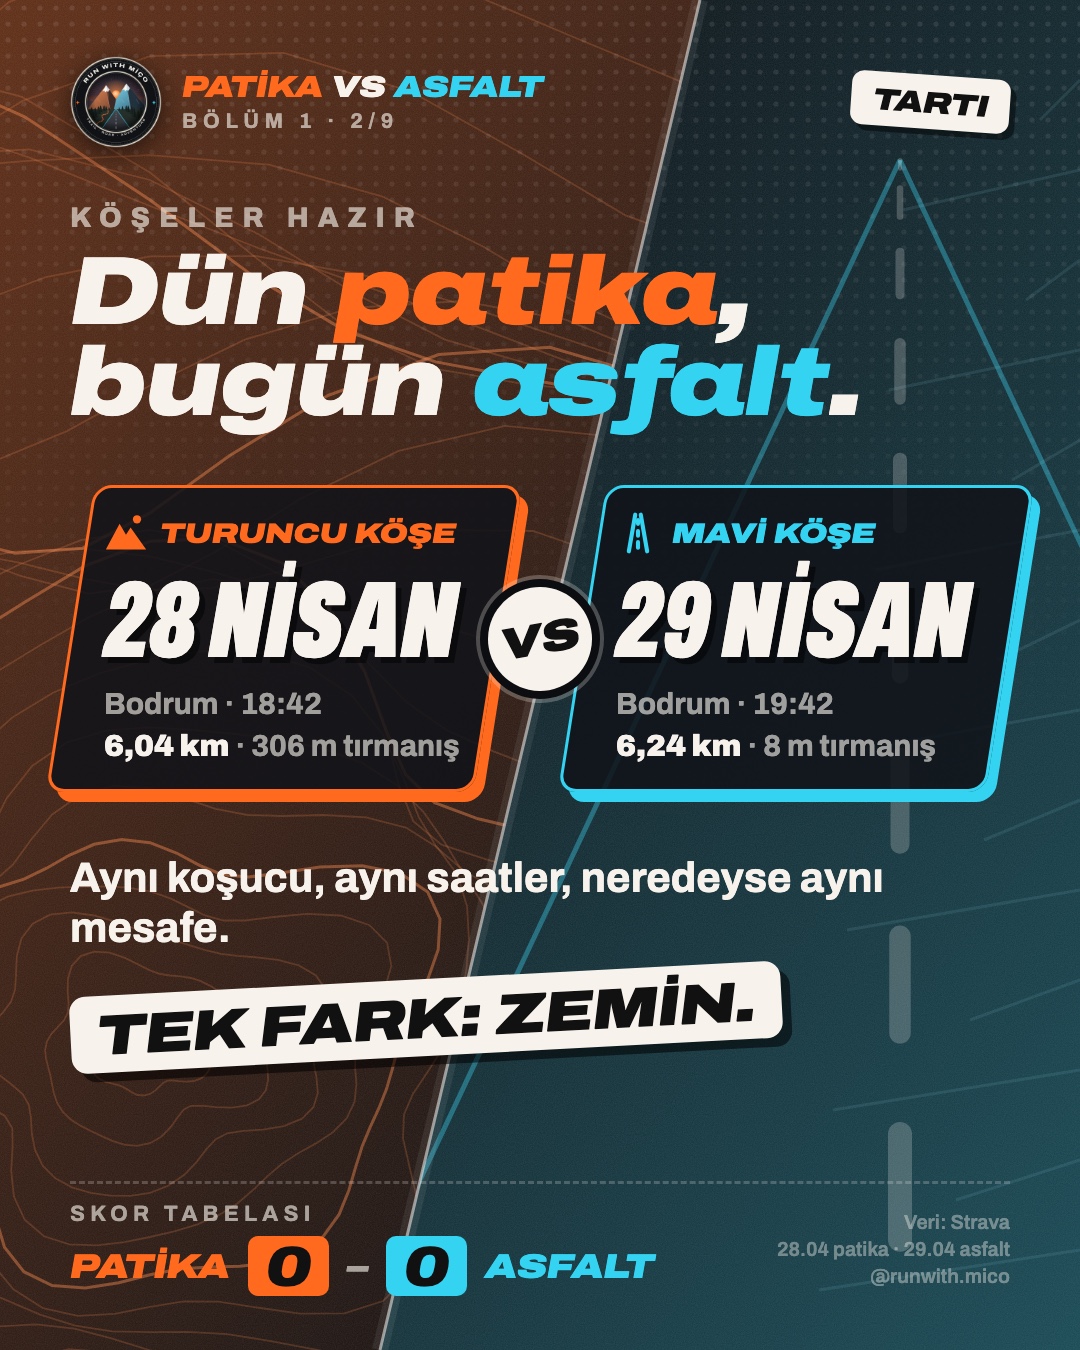 RUN WITH MICO
PATİKA VS ASFALT
BÖLÜM 1 · 2/9
TARTI
KÖŞELER HAZIR
Dün patika,
bugün asfalt.
TURUNCU KÖŞE
28 NİSAN
Bodrum · 18:42
6,04 km · 306 m tırmanış
VS
MAVİ KÖŞE
29 NİSAN
Bodrum · 19:42
6,24 km · 8 m tırmanış
Aynı koşucu, aynı saatler, neredeyse aynı
mesafe.
TEK FARK: ZEMİN.
SKOR TABELASI
PATİKA 0 – 0 ASFALT
Veri: Strava
28.04 patika · 29.04 asfalt
@runwith.mico